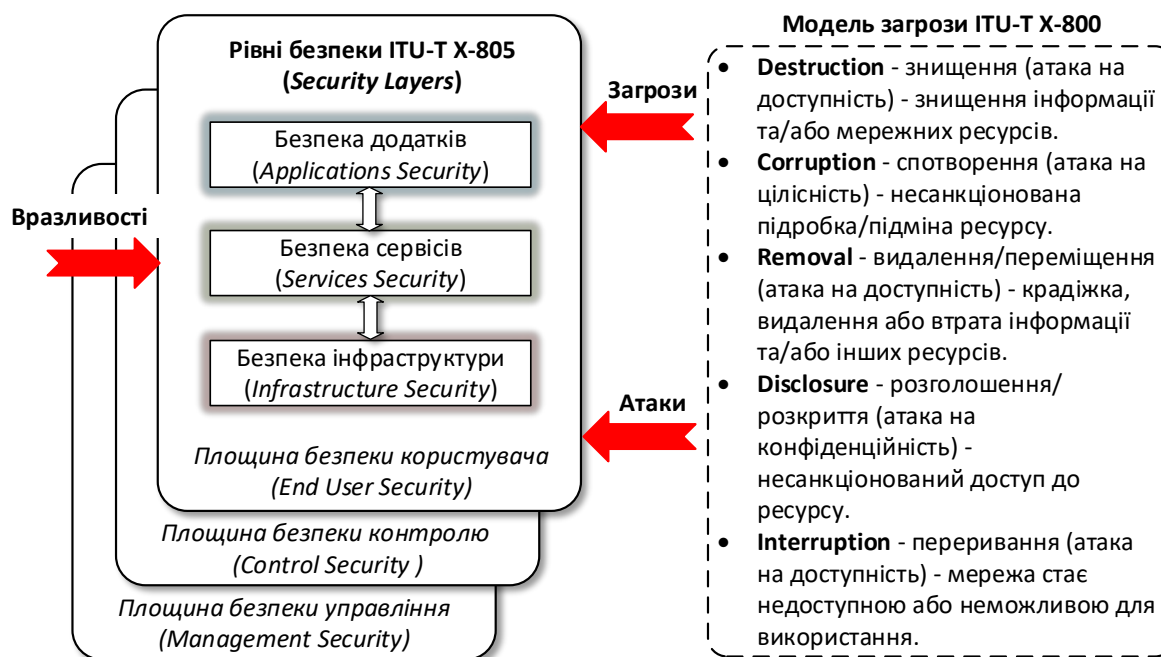 Рівні безпеки ITU-T X-805
(Security Layers)
Безпека додатків
(Applications Security)
Безпека сервісів
(Services Security)
Безпека інфраструктури
(Infrastructure Security)
Площина безпеки користувача
(End User Security)
Площина безпеки контролю
(Control Security )
Площина безпеки управління
(Management Security)
Вразливості
Загрози
Атаки
Модель загрози ITU-T X-800
• Destruction - знищення (атака на
доступність) - знищення інформації
та/або мережних ресурсів.
• Corruption - спотворення (атака на
цілісність) - несанкціонована
підробка/підміна ресурсу.
• Removal - видалення/переміщення
(атака на доступність) - крадіжка,
видалення або втрата інформації
та/або інших ресурсів.
• Disclosure - розголошення/
розкриття (атака на
конфіденційність) -
несанкціонований доступ до
ресурсу.
• Interruption - переривання (атака
на доступність) - мережа стає
недоступною або неможливою для
використання.